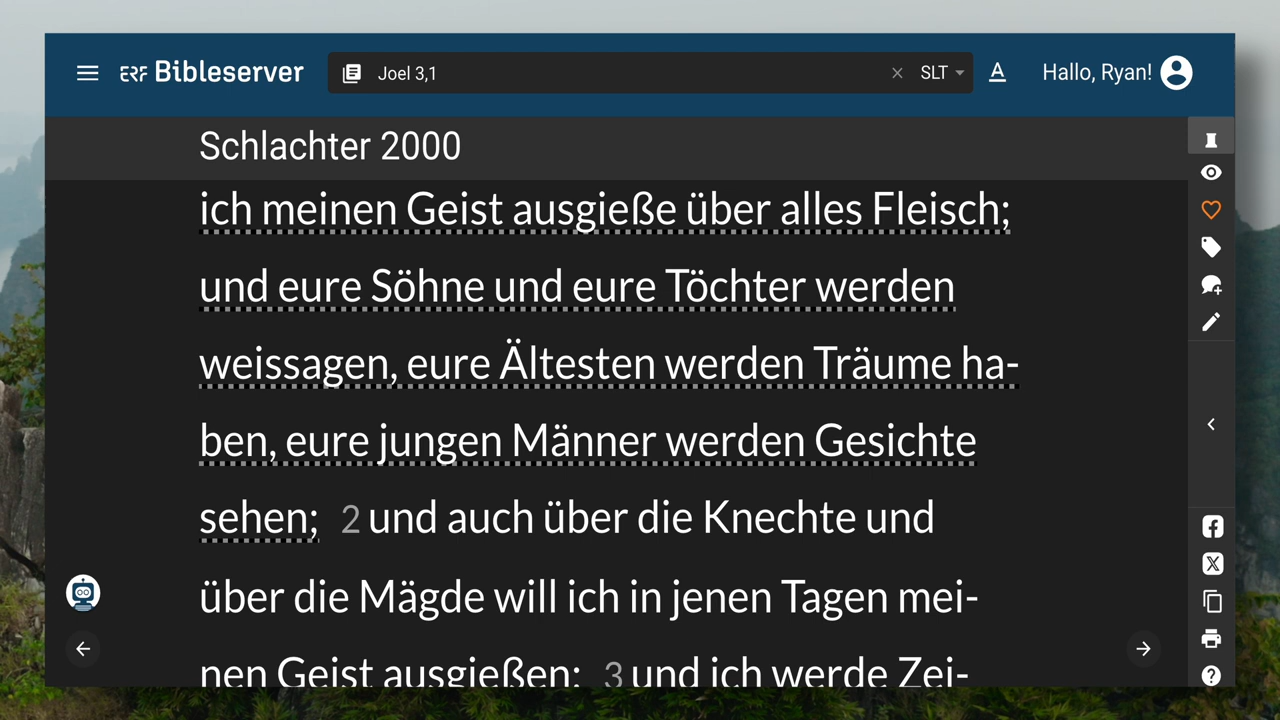 ERF Bibleserver
Joel 3,1
SLT
A
Hallo, Ryan!
Schlachter 2000
ich meinen Geist ausgieße über alles Fleisch;
und eure Söhne und eure Töchter werden
weissagen, eure Ältesten werden Träume ha-
ben, eure jungen Männer werden Gesichte
sehen; 2 und auch über die Knechte und
über die Mägde will ich in jenen Tagen mei-
nen Geist ausgießen; 3 und ich werde Zei-